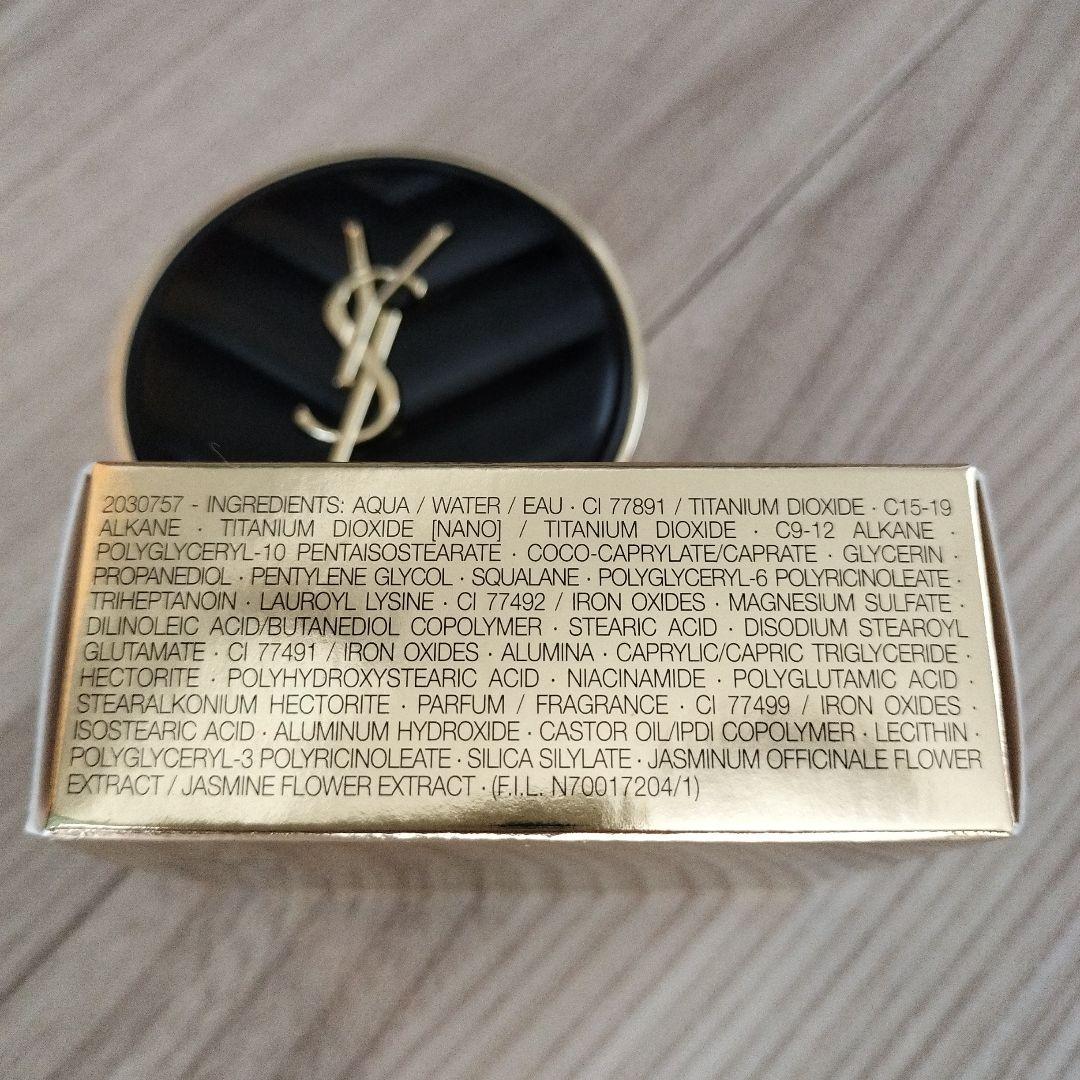 YSL
2030757 - INGREDIENTS: AQUA / WATER / EAU · CI 77891 / TITANIUM DIOXIDE · C15-19
ALKANE · TITANIUM DIOXIDE [NANO] / TITANIUM DIOXIDE · C9-12 ALKANE ·
POLYGLYCERYL-10 PENTAISOSTEARATE · COCO-CAPRYLATE/CAPRATE · GLYCERIN ·
PROPANEDIOL · PENTYLENE GLYCOL · SQUALANE · POLYGLYCERYL-6 POLYRICINOLEATE ·
TRIHEPTANOIN · LAUROYL LYSINE · CI 77492 / IRON OXIDES · MAGNESIUM SULFATE ·
DILINOLEIC ACID/BUTANEDIOL COPOLYMER · STEARIC ACID · DISODIUM STEAROYL
GLUTAMATE · CI 77491 / IRON OXIDES · ALUMINA · CAPRYLIC/CAPRIC TRIGLYCERIDE ·
HECTORITE · POLYHYDROXYSTEARIC ACID · NIACINAMIDE · POLYGLUTAMIC ACID ·
STEARALKONIUM HECTORITE · PARFUM / FRAGRANCE · CI 77499 / IRON OXIDES ·
ISOSTEARIC ACID · ALUMINUM HYDROXIDE · CASTOR OIL/IPDI COPOLYMER · LECITHIN ·
POLYGLYCERYL-3 POLYRICINOLEATE · SILICA SILYLATE · JASMINUM OFFICINALE FLOWER
EXTRACT / JASMINE FLOWER EXTRACT · (F.I.L. N70017204/1)